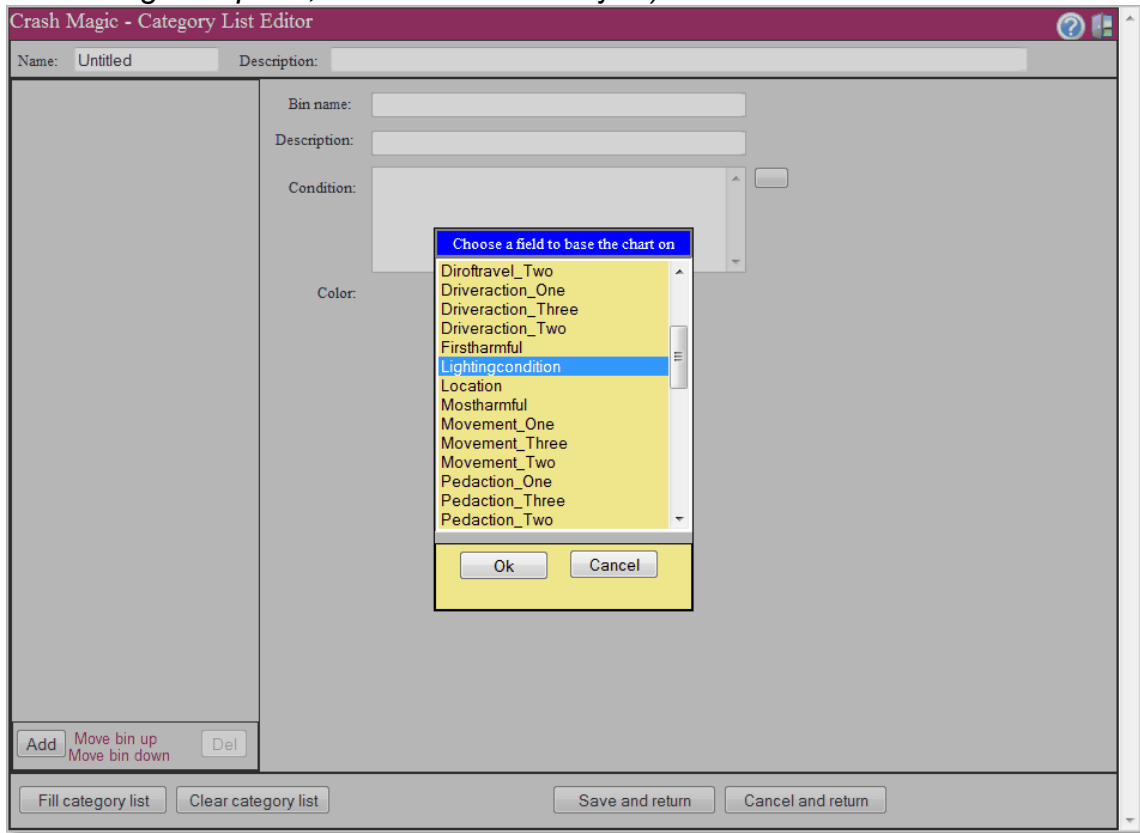 Crash Magic - Category List Editor
Name: Untitled Description:
Bin name:
Description:
Condition:
Color:
Choose a field to base the chart on
Diroftravel_Two
Driveraction_One
Driveraction_Three
Driveraction_Two
Firstharmful
Lightingcondition
Location
Mostharmful
Movement_One
Movement_Three
Movement_Two
Pedaction_One
Pedaction_Three
Pedaction_Two
Ok Cancel
Add Move bin up Del
Move bin down
Fill category list Clear category list Save and return Cancel and return